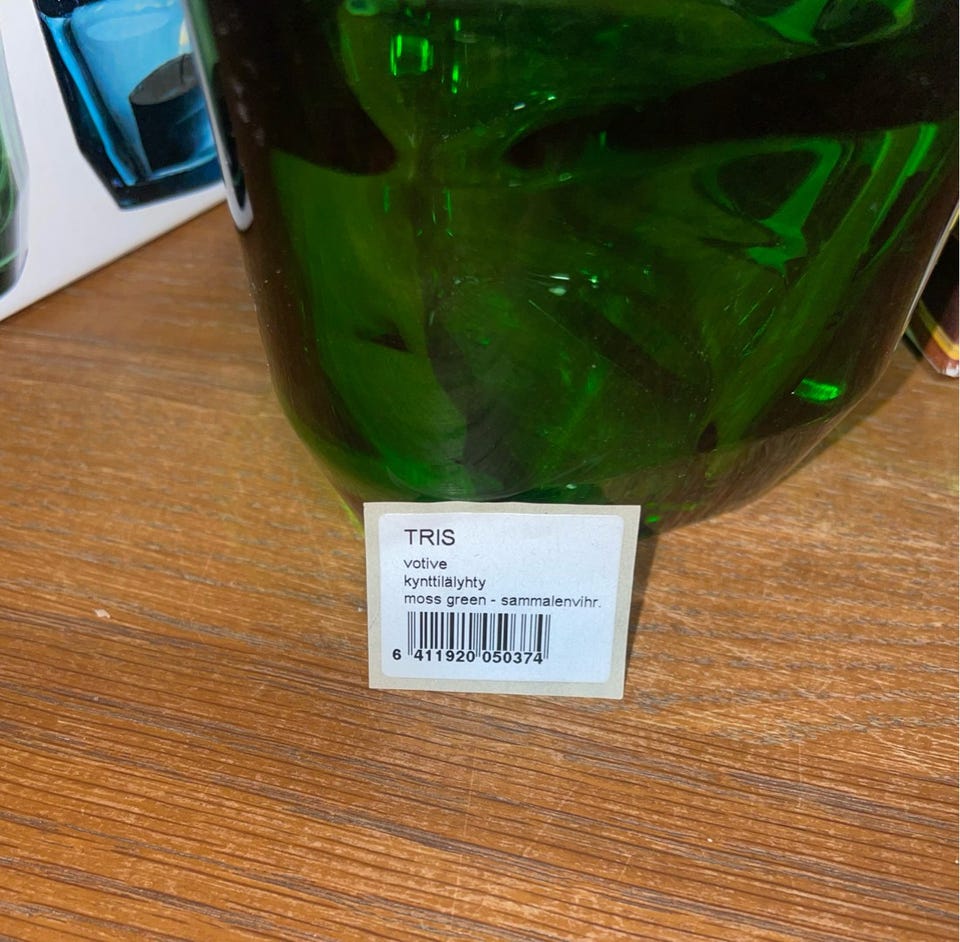 TRIS
votive
kynttilälyhty
moss green - sammalenvihr.
6 411920 050374